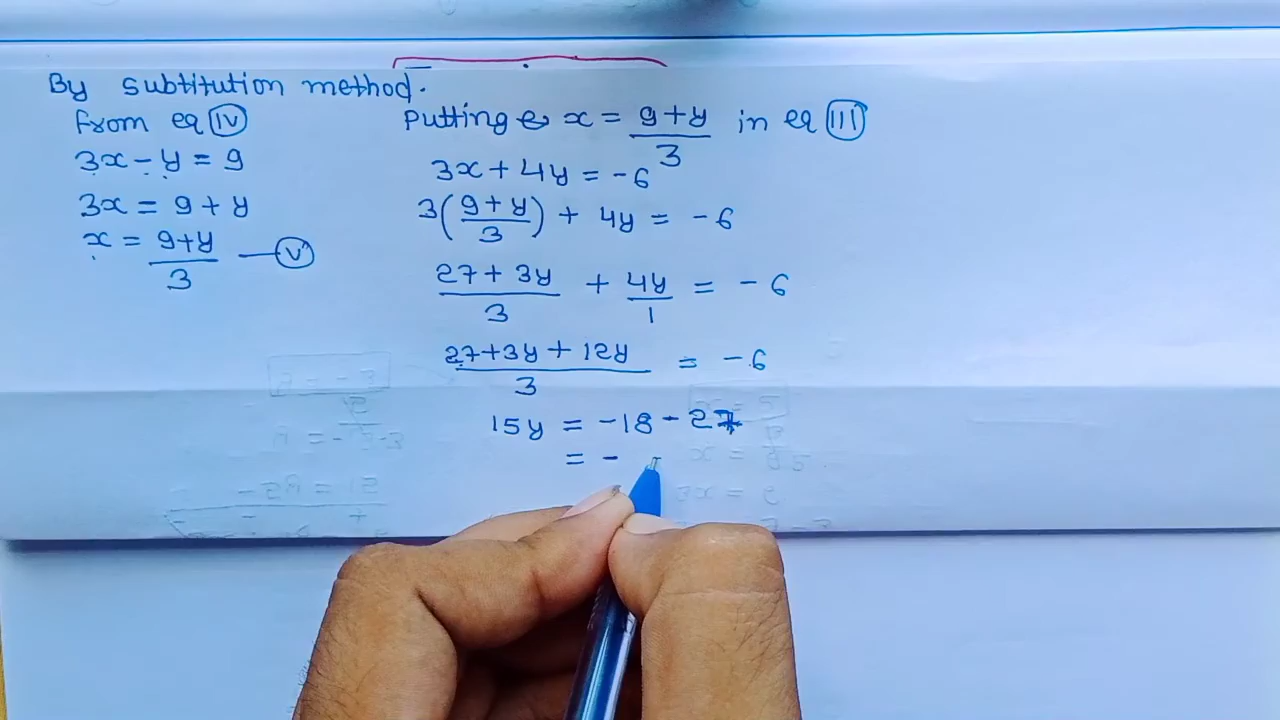 By subtitution method.
from eq (IV)
3x - y = 9
3x = 9 + y
x = 9+y/3 — (V)
Putting x = 9+y/3 in eq (III)
3x + 4y = -6
3(9+y/3) + 4y = -6
27 + 3y/3 + 4y/1 = -6
27+3y + 12y/3 = -6
15y = -18 - 27
= -